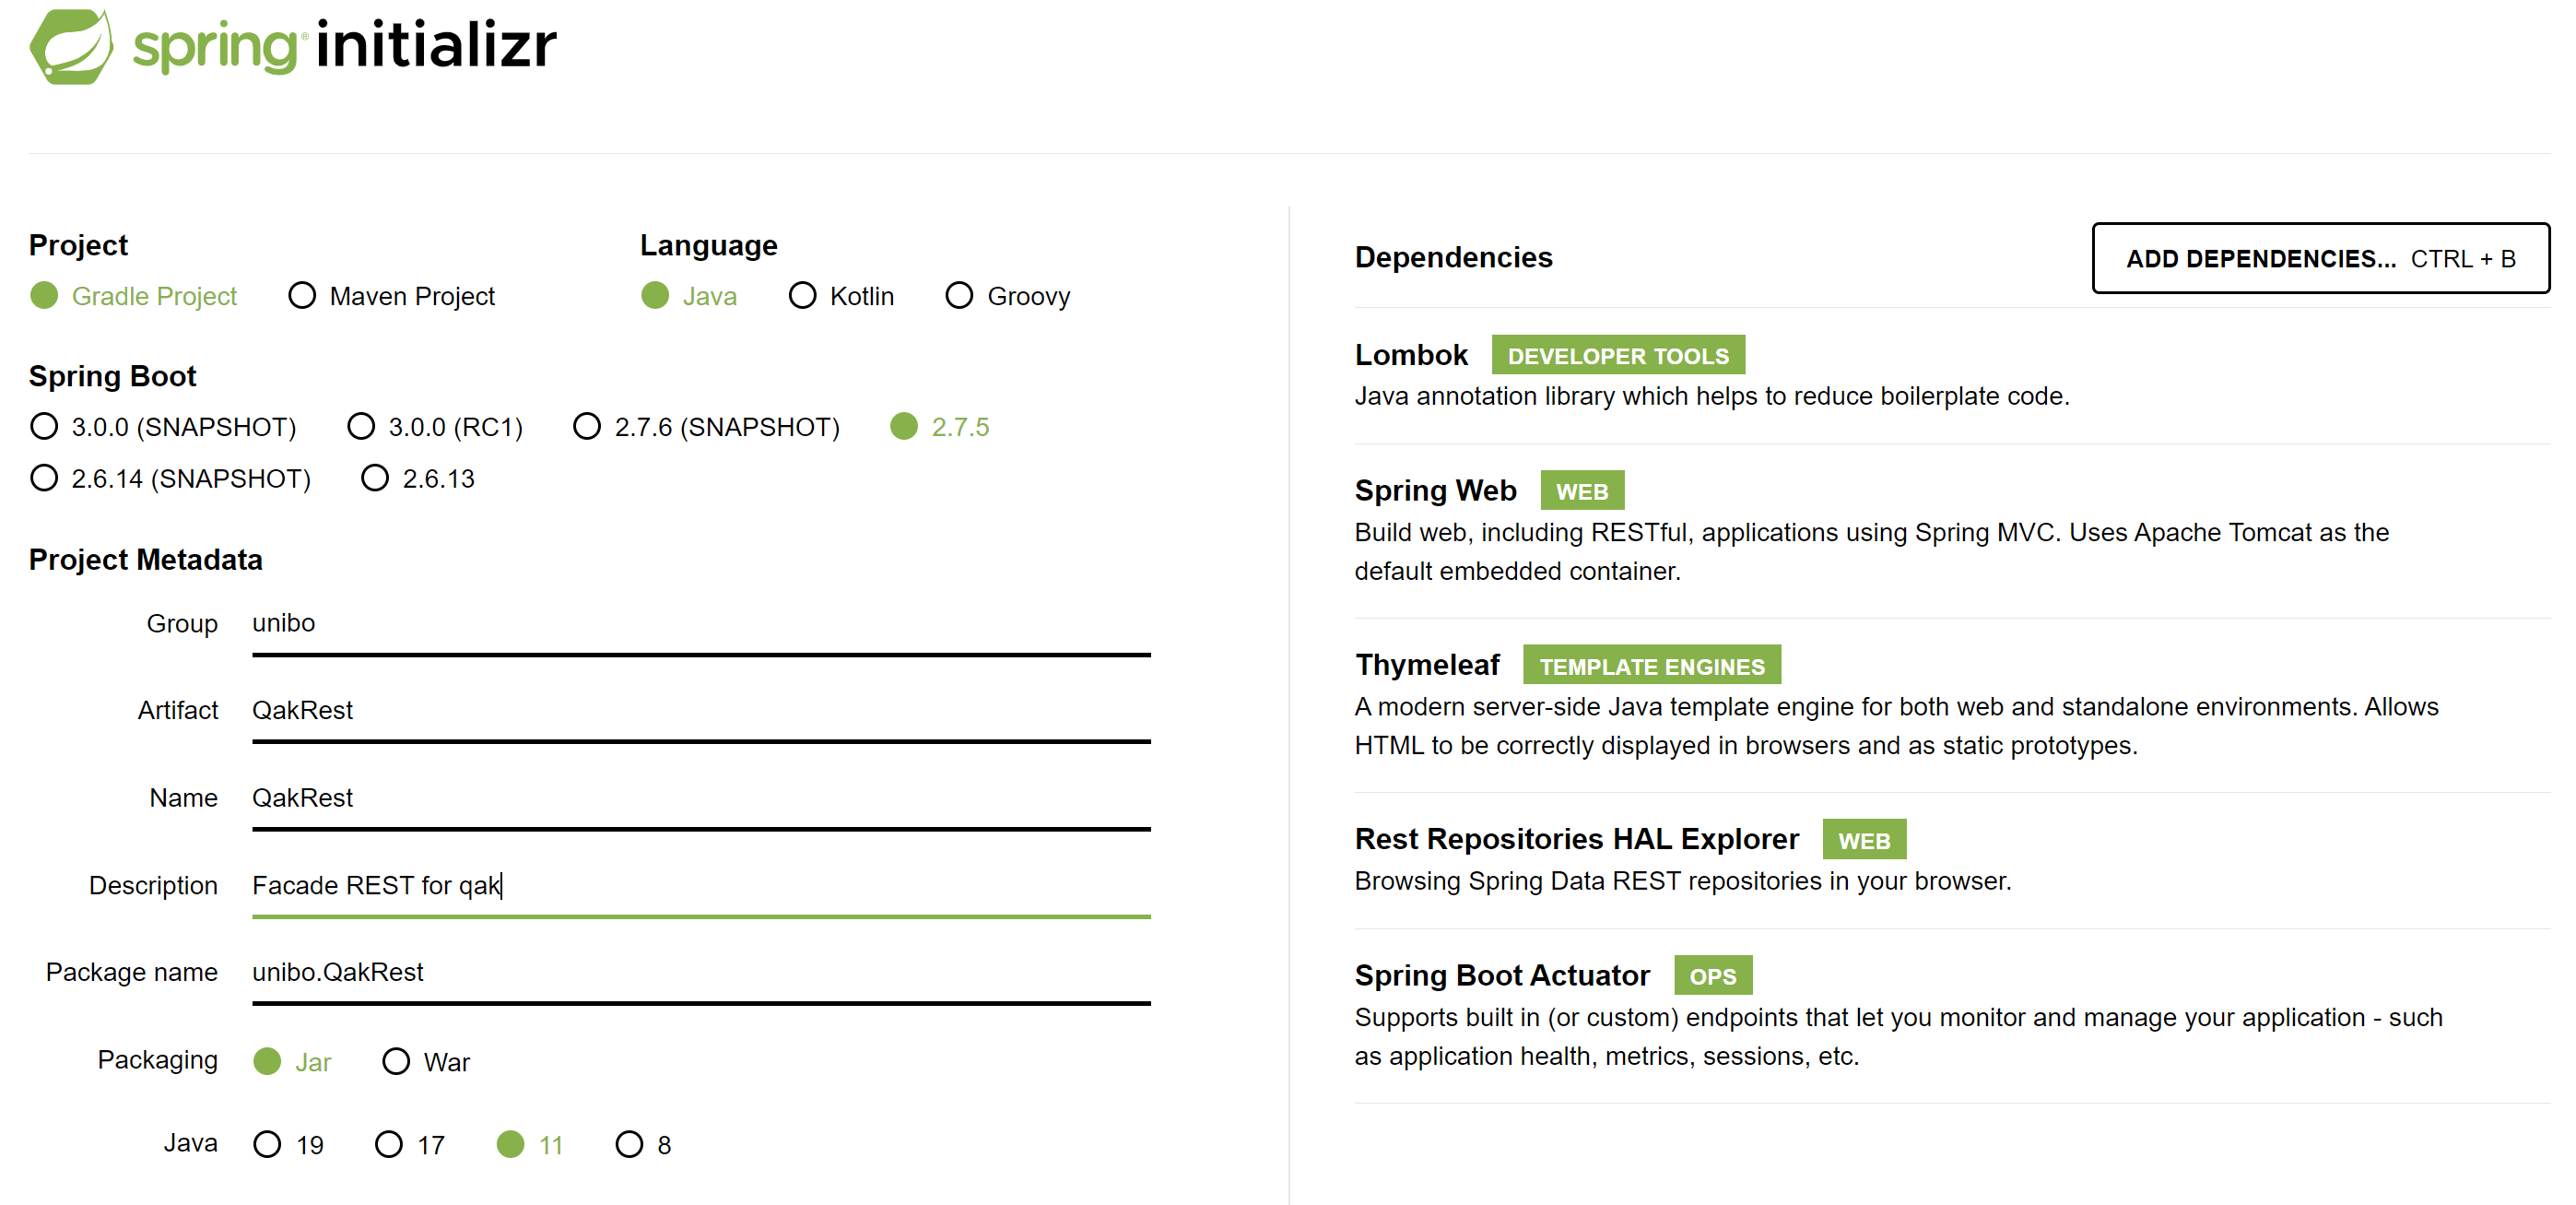 spring® initializr
Project
Gradle Project Maven Project
Language
Java Kotlin Groovy
Spring Boot
3.0.0 (SNAPSHOT) 3.0.0 (RC1) 2.7.6 (SNAPSHOT) 2.7.5
2.6.14 (SNAPSHOT) 2.6.13
Project Metadata
Group unibo
Artifact QakRest
Name QakRest
Description Facade REST for qak
Package name unibo.QakRest
Packaging Jar War
Java 19 17 11 8
Dependencies
ADD DEPENDENCIES... CTRL + B
Lombok DEVELOPER TOOLS
Java annotation library which helps to reduce boilerplate code.
Spring Web WEB
Build web, including RESTful, applications using Spring MVC. Uses Apache Tomcat as the
default embedded container.
Thymeleaf TEMPLATE ENGINES
A modern server-side Java template engine for both web and standalone environments. Allows
HTML to be correctly displayed in browsers and as static prototypes.
Rest Repositories HAL Explorer WEB
Browsing Spring Data REST repositories in your browser.
Spring Boot Actuator OPS
Supports built in (or custom) endpoints that let you monitor and manage your application - such
as application health, metrics, sessions, etc.